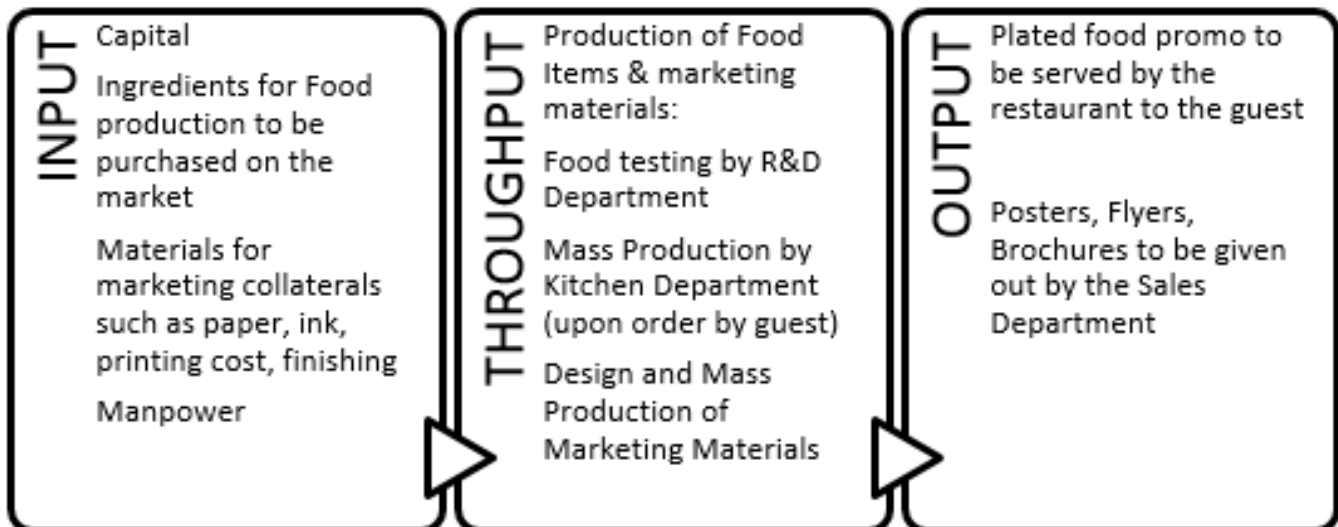 INPUT
Capital
Ingredients for Food
production to be
purchased on the
market
Materials for
marketing collaterals
such as paper, ink,
printing cost, finishing
Manpower
THROUGHPUT
Production of Food
Items & marketing
materials:
Food testing by R&D
Department
Mass Production by
Kitchen Department
(upon order by guest)
Design and Mass
Production of
Marketing Materials
OUTPUT
Plated food promo to
be served by the
restaurant to the guest
Posters, Flyers,
Brochures to be given
out by the Sales
Department